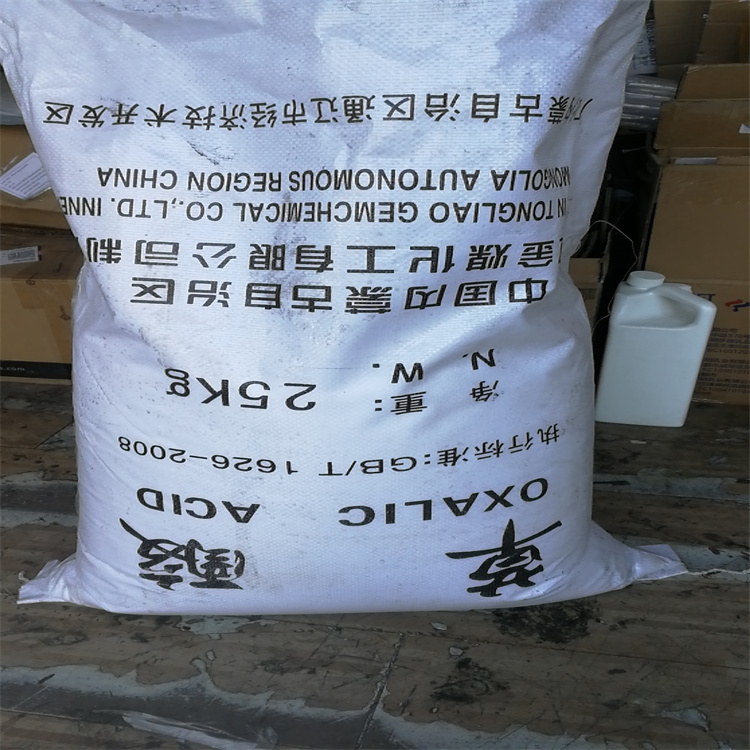 草 酸
OXALIC ACID
执行标准:GB/T 1626-2008
净 重: 25Kg
N. W.
中国内蒙古自治区
金煤化工有限公司制
IN TONGLIAO GEMCHEMICAL CO.,LTD. INNE
MONGOLIA AUTONOMOUS REGION CHINA
蒙古自治区通辽市经济技术开发区